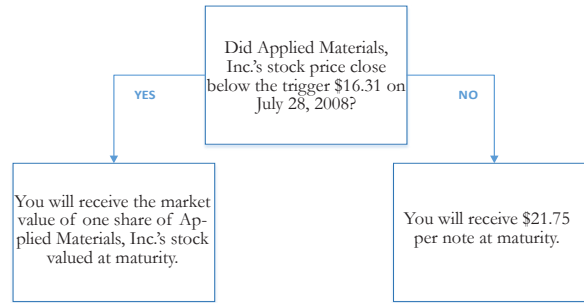 Did Applied Materials,
Inc.'s stock price close
below the trigger $16.31 on
July 28, 2008?
YES
NO
You will receive the market
value of one share of Ap-
plied Materials, Inc.'s stock
valued at maturity.
You will receive $21.75
per note at maturity.